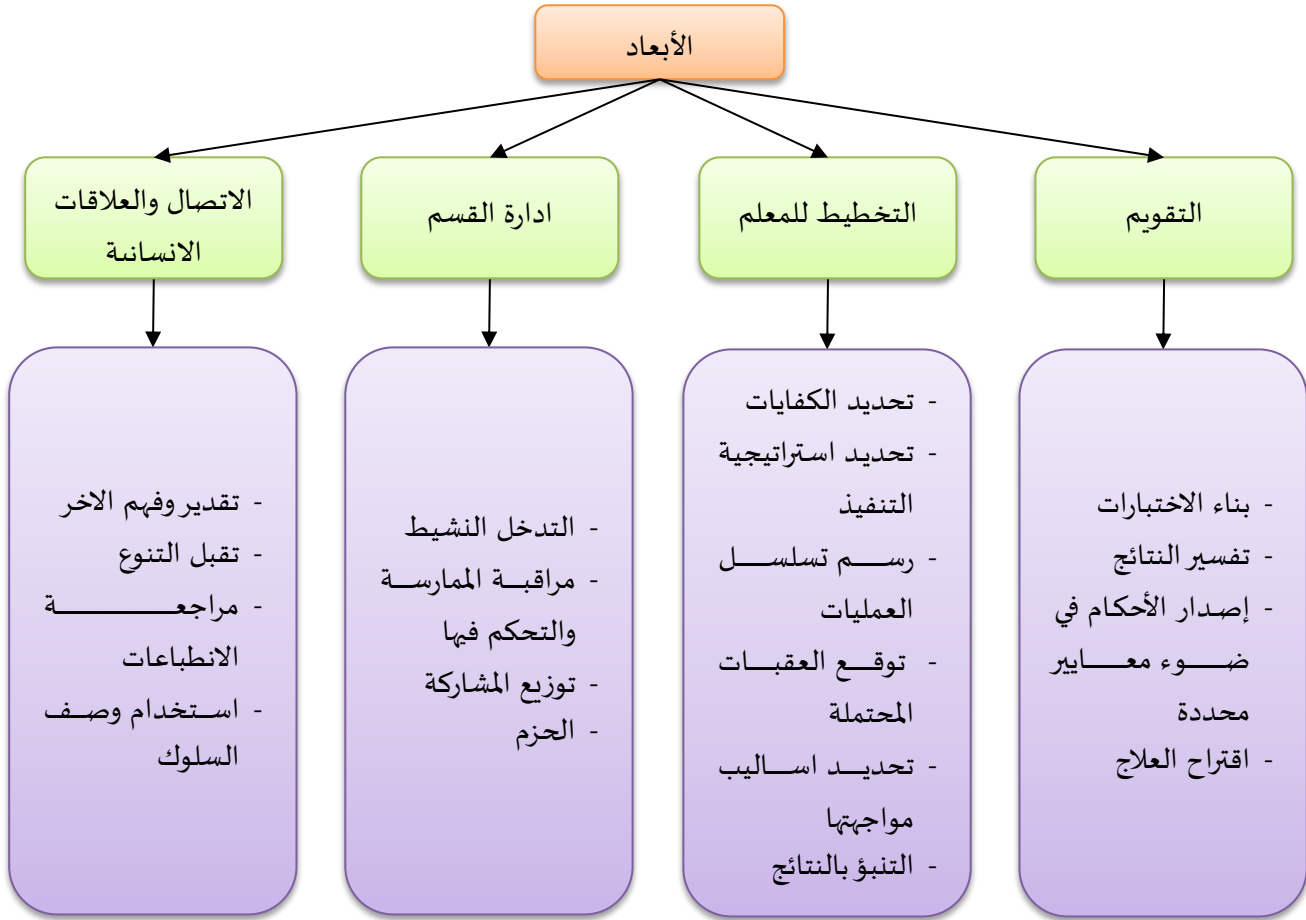 الأبعاد
التقويم
التخطيط للمعلم
ادارة القسم
الاتصال والعلاقات
الانسانية
- بناء الاختبارات
- تفسير النتائج
- إصدار الأحكام في
ضوء معايير
محددة
- اقتراح العلاج
- تحديد الكفايات
- تحديد استراتيجية
التنفيذ
- رسم تسلسل
العمليات
- توقع العقبات
المحتملة
- تحديد اساليب
مواجهتها
- التنبؤ بالنتائج
- التدخل النشيط
- مراقبة الممارسة
والتحكم فيها
- توزيع المشاركة
- الحزم
- تقدير وفهم الاخر
- تقبل التنوع
- مراجعة
الانطباعات
- استخدام وصف
السلوك